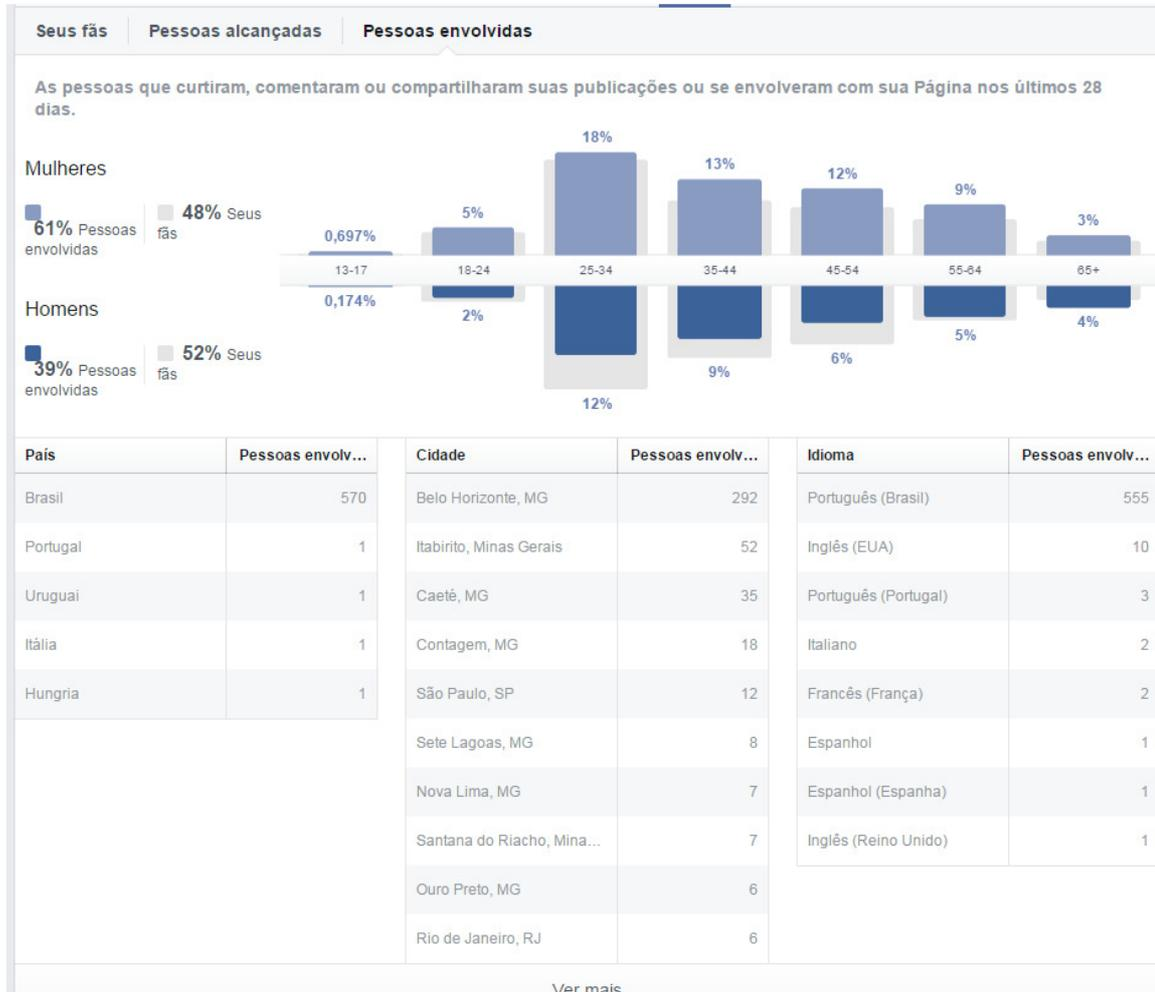 Seus fãs Pessoas alcançadas Pessoas envolvidas
As pessoas que curtiram, comentaram ou compartilharam suas publicações ou se envolveram com sua Página nos últimos 28
dias.
Mulheres
61% Pessoas envolvidas
48% Seus fãs
Homens
39% Pessoas envolvidas
52% Seus fãs
0,697% 5% 18% 13% 12% 9% 3%
13-17 18-24 25-34 35-44 45-54 55-64 65+
0,174% 2% 12% 9% 6% 5% 4%
País Pessoas envolv...
Brasil 570
Portugal 1
Uruguai 1
Itália 1
Hungria 1
Cidade Pessoas envolv...
Belo Horizonte, MG 292
Itabirito, Minas Gerais 52
Caeté, MG 35
Contagem, MG 18
São Paulo, SP 12
Sete Lagoas, MG 8
Nova Lima, MG 7
Santana do Riacho, Mina... 7
Ouro Preto, MG 6
Rio de Janeiro, RJ 6
Idioma Pessoas envolv...
Português (Brasil) 555
Inglês (EUA) 10
Português (Portugal) 3
Italiano 2
Francês (França) 2
Espanhol 1
Espanhol (Espanha) 1
Inglês (Reino Unido) 1
Ver mais